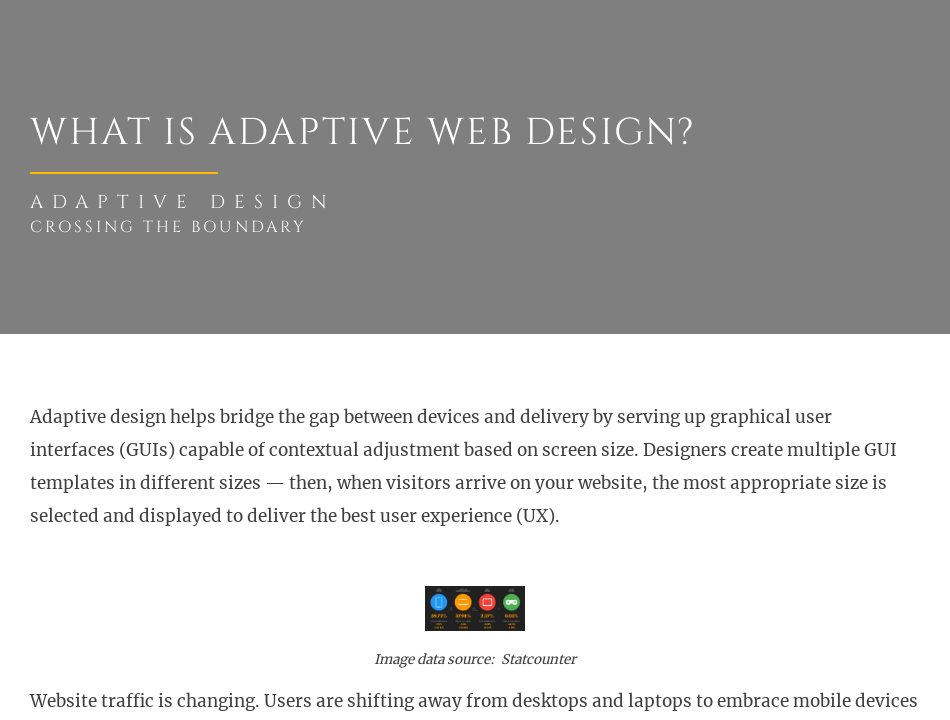 WHAT IS ADAPTIVE WEB DESIGN?
ADAPTIVE DESIGN
CROSSING THE BOUNDARY
Adaptive design helps bridge the gap between devices and delivery by serving up graphical user
interfaces (GUIs) capable of contextual adjustment based on screen size. Designers create multiple GUI
templates in different sizes — then, when visitors arrive on your website, the most appropriate size is
selected and displayed to deliver the best user experience (UX).
Image data source: Statcounter
Website traffic is changing. Users are shifting away from desktops and laptops to embrace mobile devices